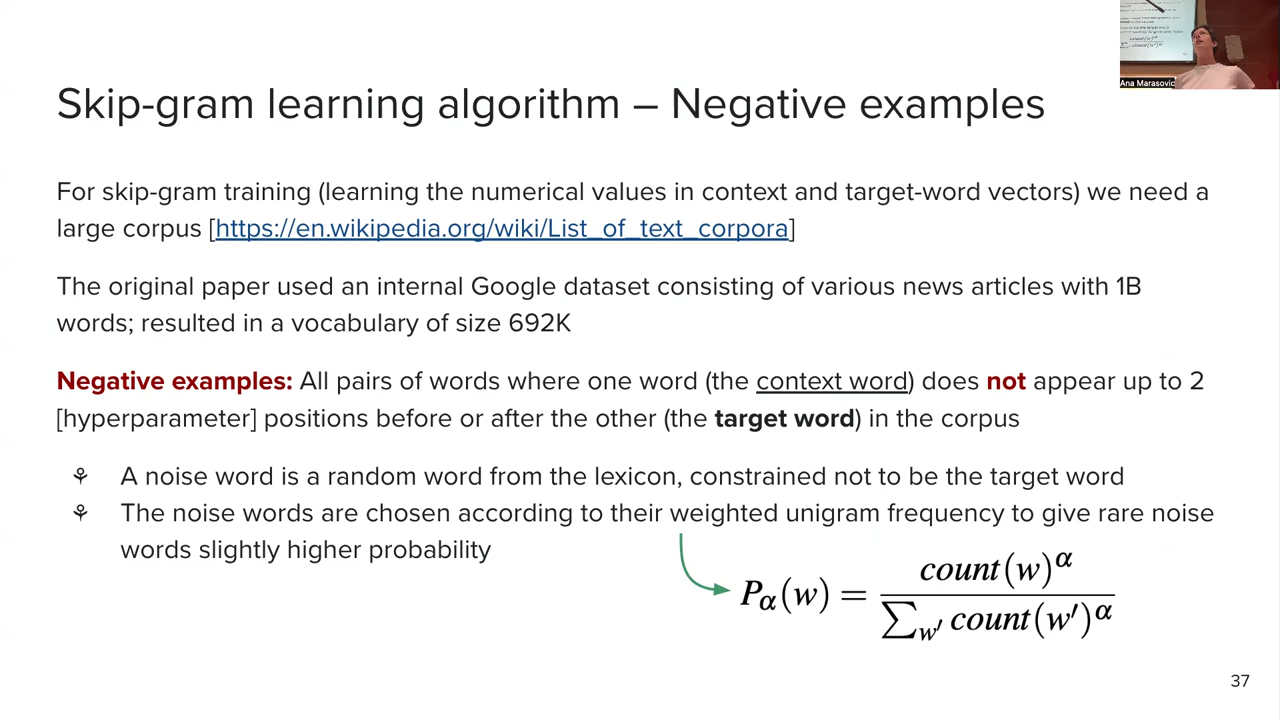 Skip-gram learning algorithm – Negative examples
For skip-gram training (learning the numerical values in context and target-word vectors) we need a
large corpus [https://en.wikipedia.org/wiki/List_of_text_corpora]
The original paper used an internal Google dataset consisting of various news articles with 1B
words; resulted in a vocabulary of size 692K
Negative examples: All pairs of words where one word (the context word) does not appear up to 2
[hyperparameter] positions before or after the other (the target word) in the corpus
⚘ A noise word is a random word from the lexicon, constrained not to be the target word
⚘ The noise words are chosen according to their weighted unigram frequency to give rare noise
words slightly higher probability
Pα(w) = count(w)^α / ∑w′ count(w′)^α
37
Ana Marasovic